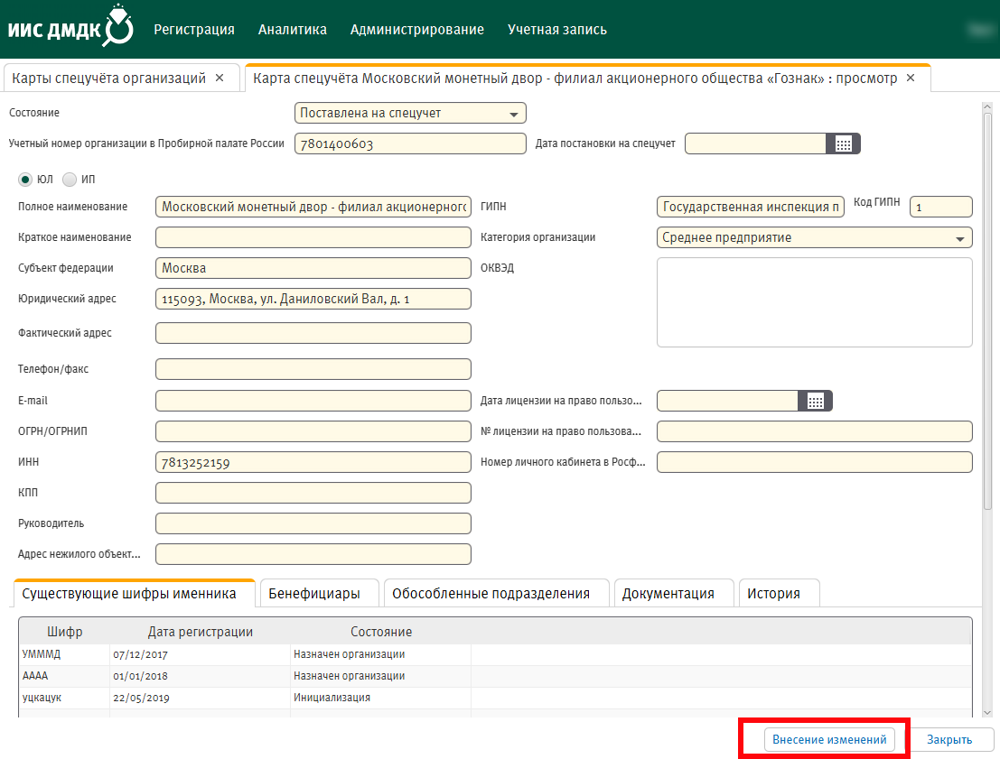 ИИС ДМДК Регистрация Аналитика Администрирование Учетная запись
Карты спецучёта организаций × Карта спецучёта Московский монетный двор - филиал акционерного общества «Гознак» : просмотр ×
Состояние Поставлена на спецучет
Учетный номер организации в Пробирной палате России 7801400603 Дата постановки на спецучет
ЮЛ ИП
Полное наименование Московский монетный двор - филиал акционерного ГИПН Государственная инспекция п Код ГИПН 1
Краткое наименование Категория организации Среднее предприятие
Субъект федерации Москва ОКВЭД
Юридический адрес 115093, Москва, ул. Даниловский Вал, д. 1
Фактический адрес
Телефон/факс
E-mail Дата лицензии на право пользо...
ОГРН/ОГРНИП № лицензии на право пользова...
ИНН 7813252159 Номер личного кабинета в Росф...
КПП
Руководитель
Адрес нежилого объект...
Существующие шифры именника Бенефициары Обособленные подразделения Документация История
Шифр Дата регистрации Состояние
УМММД 07/12/2017 Назначен организации
АААА 01/01/2018 Назначен организации
уцкацук 22/05/2019 Инициализация
Внесение изменений Закрыть